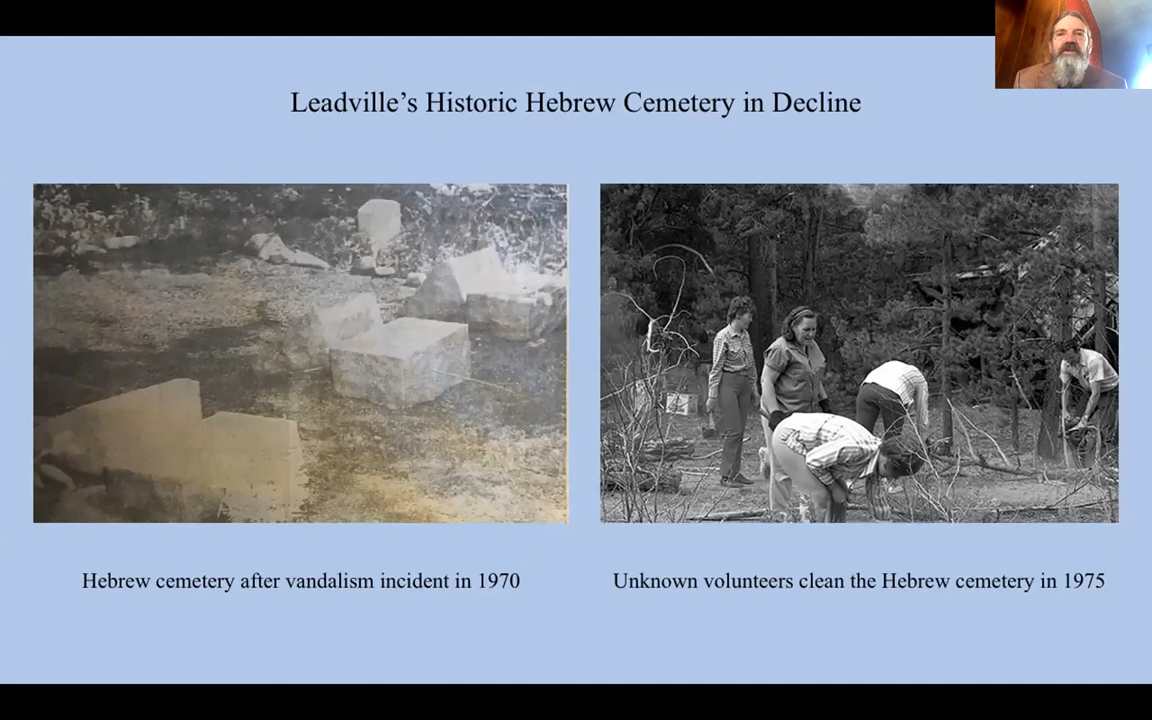 Leadville’s Historic Hebrew Cemetery in Decline
Hebrew cemetery after vandalism incident in 1970
Unknown volunteers clean the Hebrew cemetery in 1975